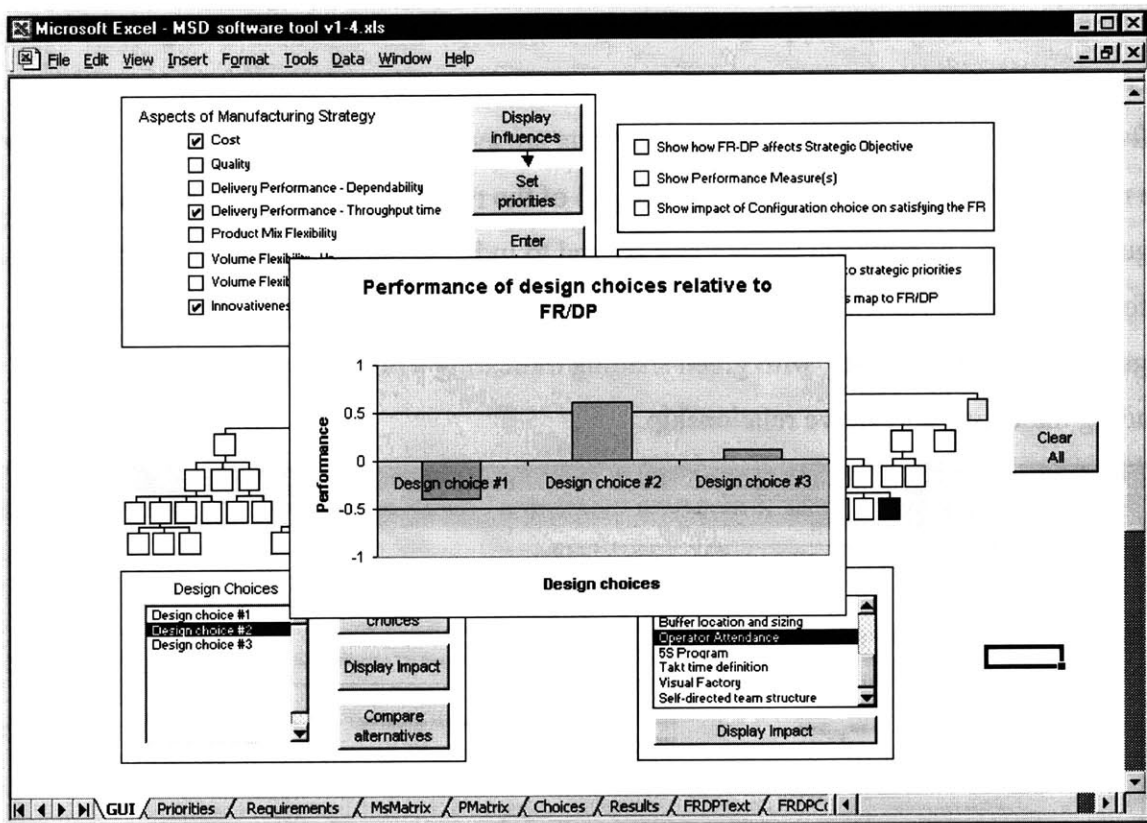 Microsoft Excel - MSD software tool v1-4.xls
File Edit View Insert Format Tools Data Window Help
Aspects of Manufacturing Strategy
Cost
Quality
Delivery Performance - Dependability
Delivery Performance - Throughput time
Product Mix Flexibility
Volume Flexibility
Volume
Display
influences
Set
priorities
Enter
Show how FR-DP affects Strategic Objective
Show Performance Measure(s)
Show impact of Configuration choice on satisfying the FR
to strategic priorities
map to FR/DP
Performance of design choices relative to
FR/DP
Performance
1
0.5
0
-0.5
-1
Design choice #1
Design choice #2
Design choice #3
Design choices
Clear
All
Design Choices
Design choice #1
Design choice #2
Design choice #3
choices
Display Impact
Compare
alternatives
Buffer location and sizing
Operator Attendance
5S Program
Takt time definition
Visual Factory
Self-directed team structure
Display Impact
GUI Priorities Requirements MsMatrix PMatrix Choices Results FRDPText